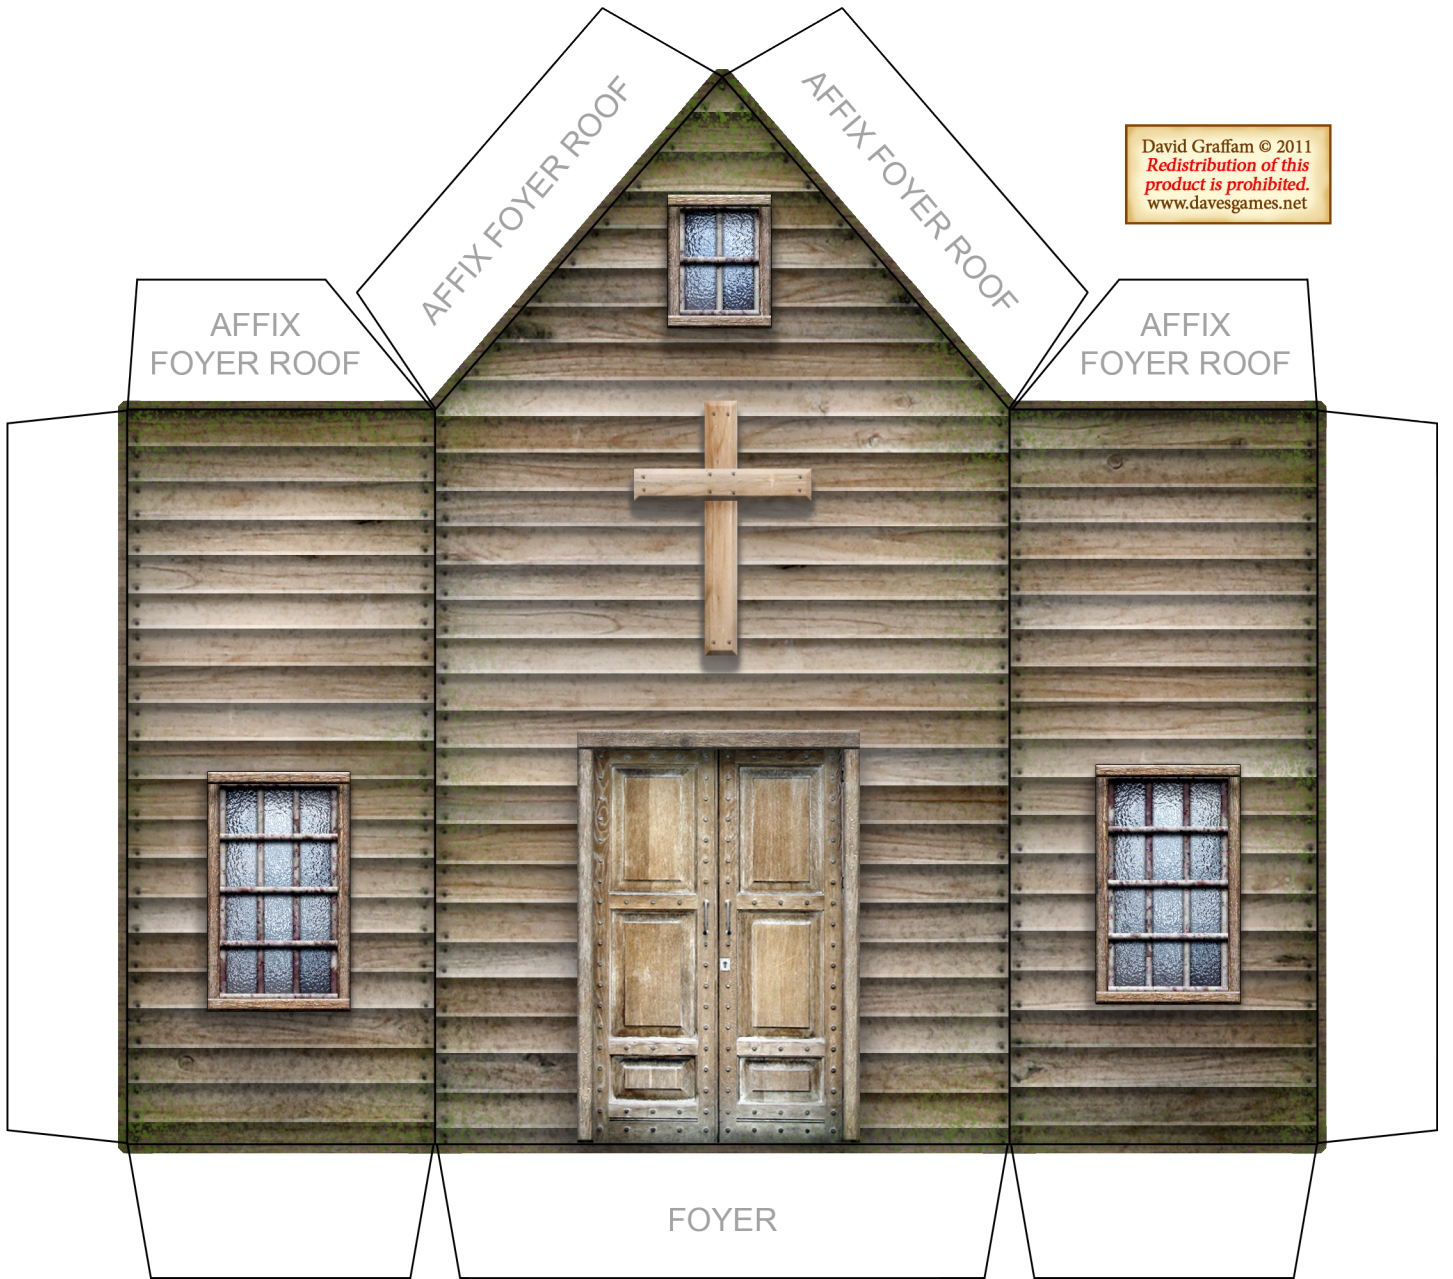 AFFIX FOYER ROOF
AFFIX FOYER ROOF
David Graffam © 2011
Redistribution of this
product is prohibited.
www.davesgames.net
AFFIX
FOYER ROOF
AFFIX
FOYER ROOF
FOYER